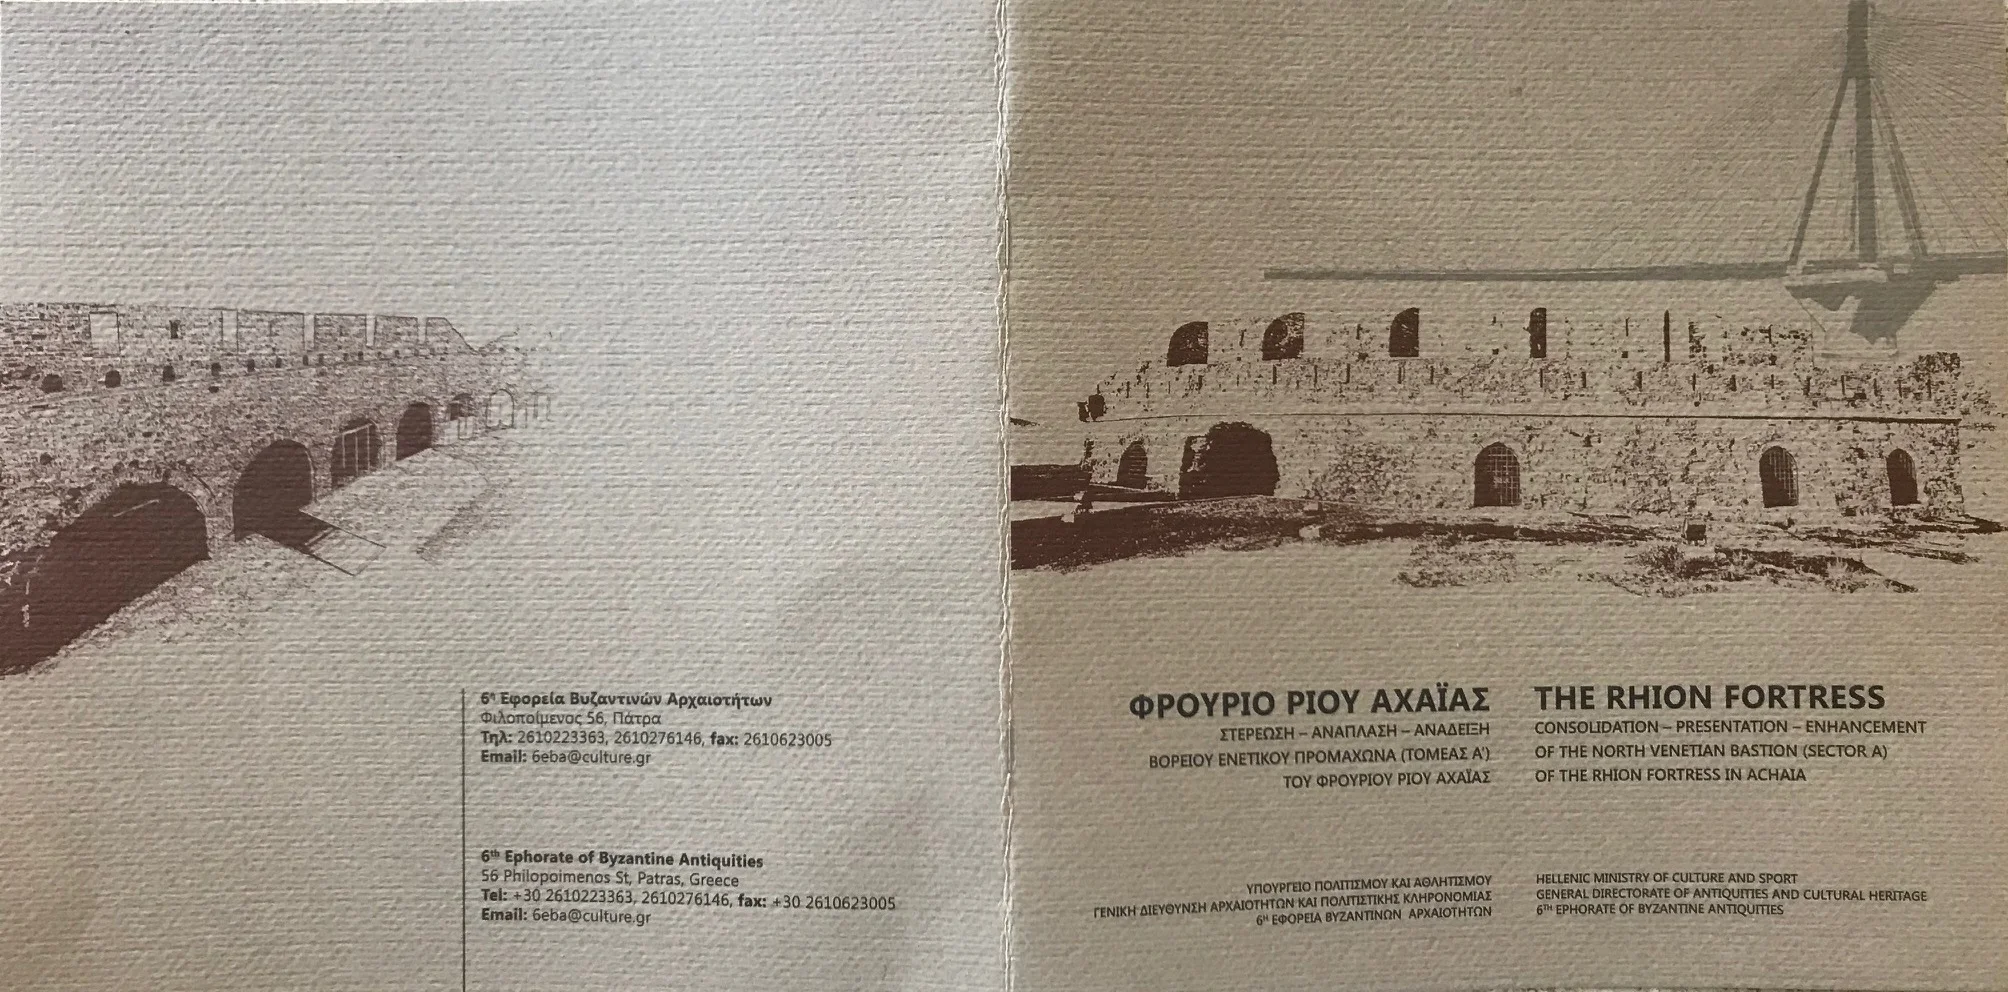 6η Εφορεία Βυζαντινών Αρχαιοτήτων
Φιλοποίμενος 56, Πάτρα
Τηλ: 2610223363, 2610276146, fax: 2610623005
Email: 6eba@culture.gr
6th Ephorate of Byzantine Antiquities
56 Philopoimenos St, Patras, Greece
Tel: +30 2610223363, 2610276146, fax: +30 2610623005
Email: 6eba@culture.gr
ΦΡΟΥΡΙΟ ΡΙΟΥ ΑΧΑΪΑΣ
ΣΤΕΡΕΩΣΗ – ΑΝΑΠΛΑΣΗ – ΑΝΑΔΕΙΞΗ
ΒΟΡΕΙΟΥ ΕΝΕΤΙΚΟΥ ΠΡΟΜΑΧΩΝΑ (ΤΟΜΕΑΣ Α')
ΤΟΥ ΦΡΟΥΡΙΟΥ ΡΙΟΥ ΑΧΑΪΑΣ
THE RHION FORTRESS
CONSOLIDATION – PRESENTATION – ENHANCEMENT
OF THE NORTH VENETIAN BASTION (SECTOR A)
OF THE RHION FORTRESS IN ACHAIA
ΥΠΟΥΡΓΕΙΟ ΠΟΛΙΤΙΣΜΟΥ ΚΑΙ ΑΘΛΗΤΙΣΜΟΥ
ΓΕΝΙΚΗ ΔΙΕΥΘΥΝΣΗ ΑΡΧΑΙΟΤΗΤΩΝ ΚΑΙ ΠΟΛΙΤΙΣΤΙΚΗΣ ΚΛΗΡΟΝΟΜΙΑΣ
6Η ΕΦΟΡΕΙΑ ΒΥΖΑΝΤΙΝΩΝ ΑΡΧΑΙΟΤΗΤΩΝ
HELLENIC MINISTRY OF CULTURE AND SPORT
GENERAL DIRECTORATE OF ANTIQUITIES AND CULTURAL HERITAGE
6TH EPHORATE OF BYZANTINE ANTIQUITIES